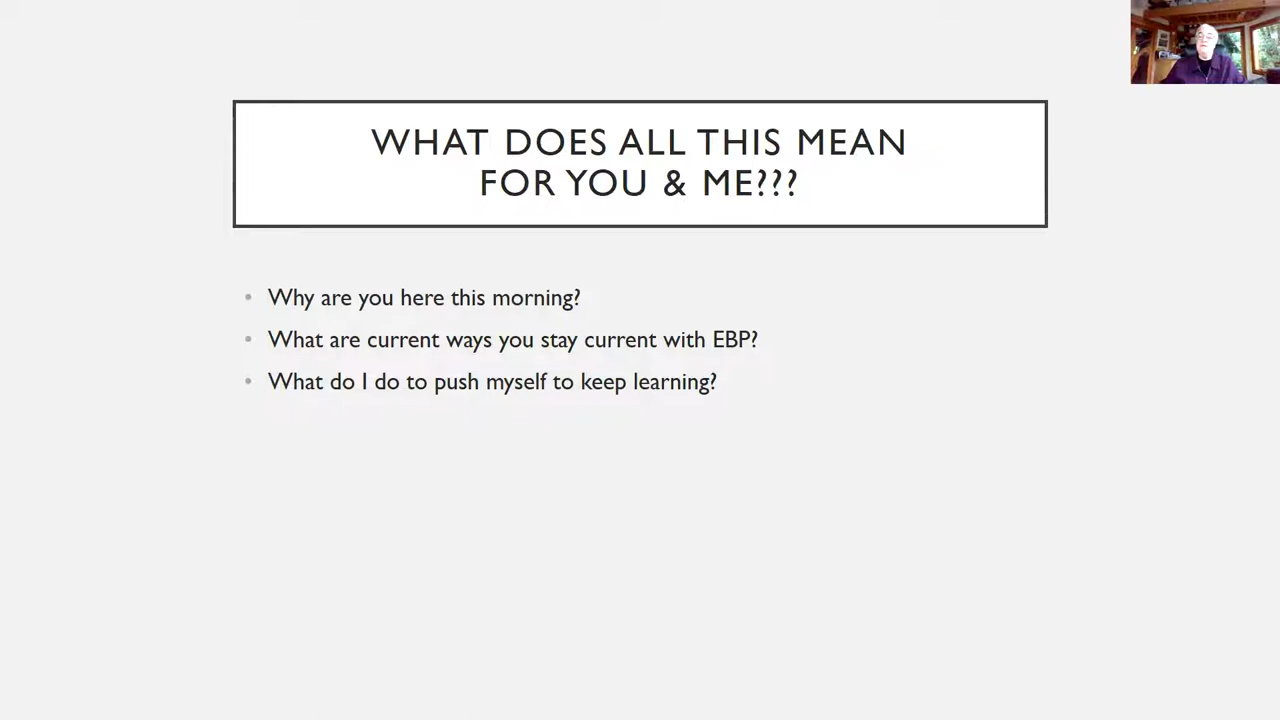 WHAT DOES ALL THIS MEAN
FOR YOU & ME???
• Why are you here this morning?
• What are current ways you stay current with EBP?
• What do I do to push myself to keep learning?